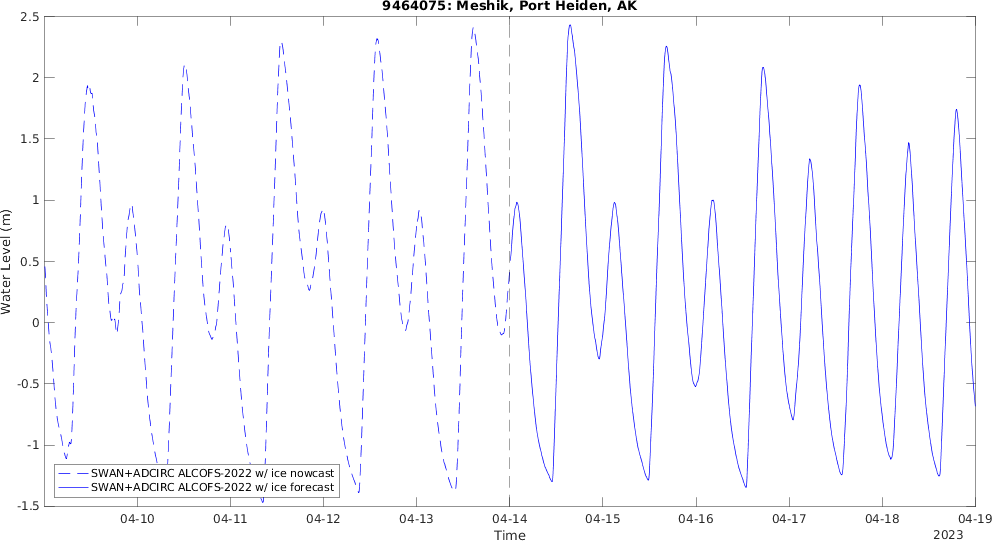 9464075: Meshik, Port Heiden, AK
Water Level (m)
2.5
2
1.5
1
0.5
0
-0.5
-1
-1.5
SWAN+ADCIRC ALCOFS-2022 w/ ice nowcast
SWAN+ADCIRC ALCOFS-2022 w/ ice forecast
04-10 04-11 04-12 04-13 04-14 04-15 04-16 04-17 04-18 04-19
Time
2023